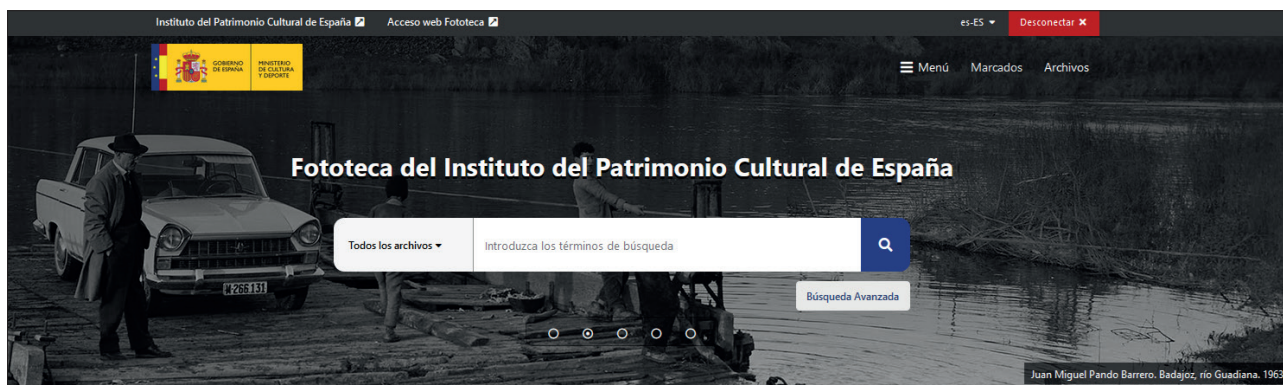 Instituto del Patrimonio Cultural de España
Acceso web Fototeca
es-ES
Desconectar
GOBIERNO
DE ESPAÑA
MINISTERIO
DE CULTURA
Y DEPORTE
Menú
Marcados
Archivos
Fototeca del Instituto del Patrimonio Cultural de España
Todos los archivos
Introduzca los términos de búsqueda
Búsqueda Avanzada
M-266.131
Juan Miguel Pando Barrero. Badajoz, río Guadiana. 1963